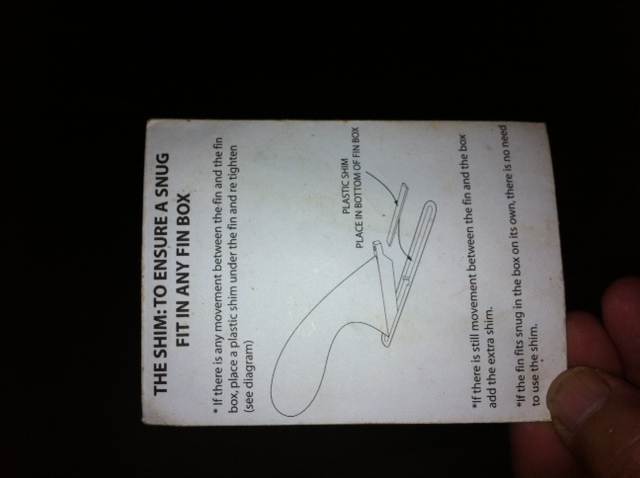 THE SHIM: TO ENSURE A SNUG
FIT IN ANY FIN BOX
* If there is any movement between the fin and the fin
box, place a plastic shim under the fin and re tighten
(see diagram)
PLASTIC SHIM
PLACE IN BOTTOM OF FIN BOX
*If there is still movement between the fin and the box
add the extra shim.
*If the fin fits snug in the box on its own, there is no need
to use the shim.